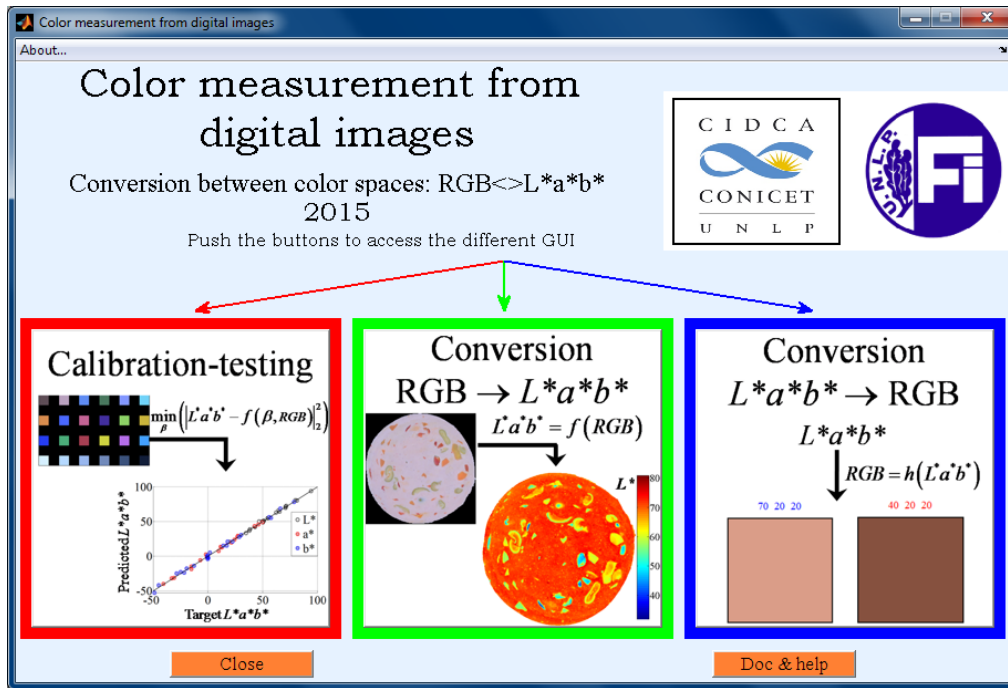 Color measurement from digital images
About...
Color measurement from
digital images
Conversion between color spaces: RGB<>L*a*b*
2015
Push the buttons to access the different GUI
CIDCA
CONICET
UNLP
U.N.L.P.
Fi
Calibration-testing
min β (|L*a*b* − f(β,RGB)|₂²)
Predicted L*a*b*
100
50
0
-50
-50 0 50 100
Target L*a*b*
L*
a*
b*
Conversion
RGB → L*a*b*
L*a*b* = f(RGB)
L*
80
70
60
50
40
Conversion
L*a*b* → RGB
L*a*b*
RGB = h(L*a*b*)
70 20 20
40 20 20
Close
Doc & help